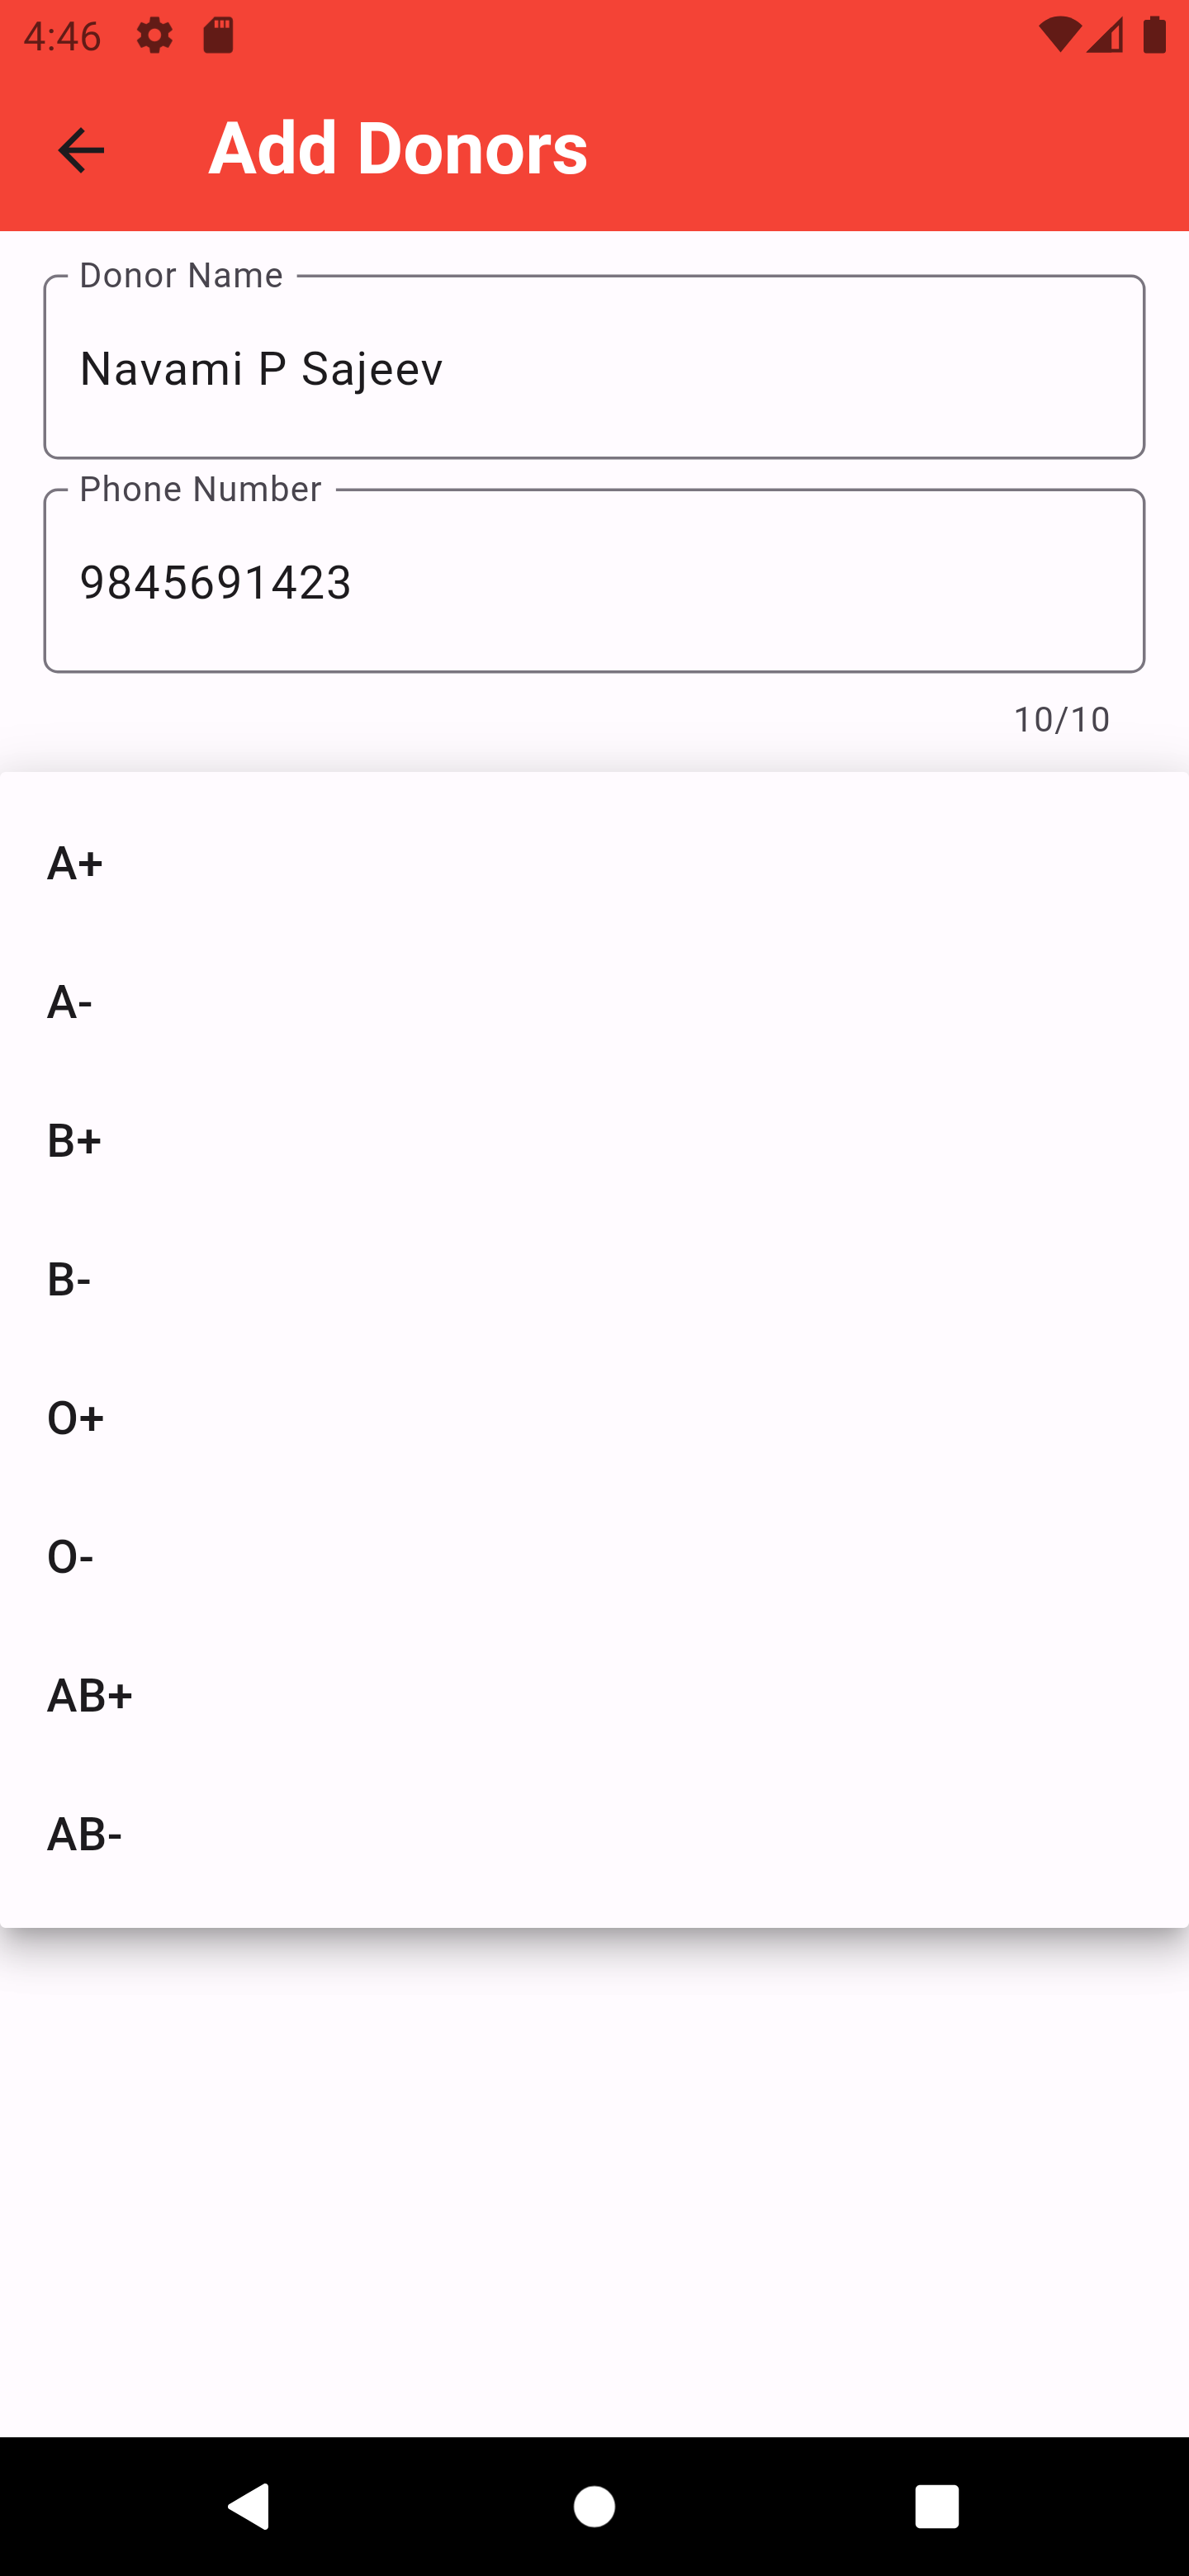 4:46
Add Donors
Donor Name
Navami P Sajeev
Phone Number
9845691423
10/10
A+
A-
B+
B-
O+
O-
AB+
AB-